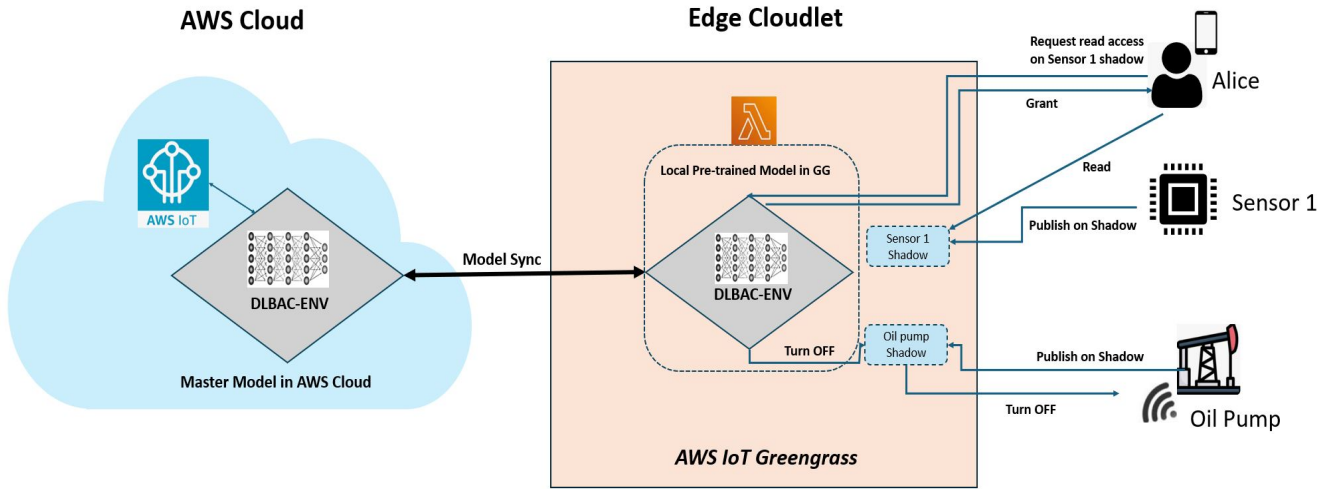 AWS Cloud
Edge Cloudlet
Request read access
on Sensor 1 shadow
Alice
Grant
Local Pre-trained Model in GG
Read
AWS IoT
Sensor 1
Publish on Shadow
Sensor 1
Shadow
Model Sync
DLBAC-ENV
DLBAC-ENV
Oil pump
Shadow
Turn OFF
Publish on Shadow
Master Model in AWS Cloud
Turn OFF
Oil Pump
AWS IoT Greengrass